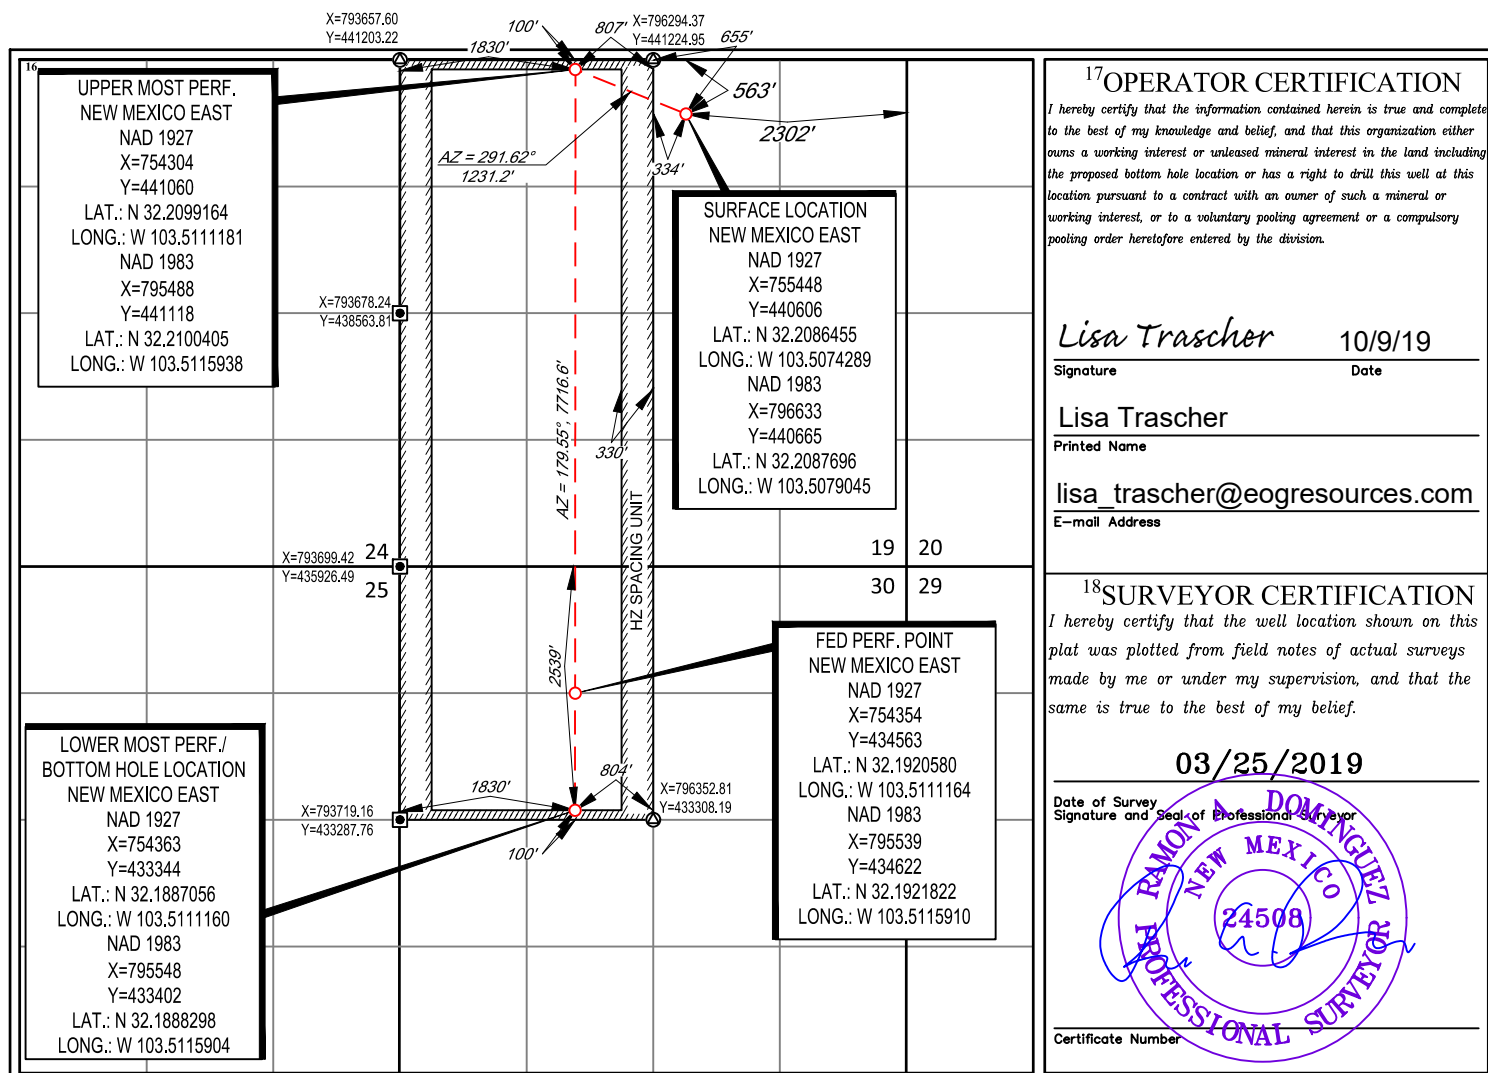 16
X=793657.60
Y=441203.22
100'
807'
X=796294.37
Y=441224.95
655'
1830'
563'
2302'
334'
AZ = 291.62°
1231.2'
UPPER MOST PERF.
NEW MEXICO EAST
NAD 1927
X=754304
Y=441060
LAT.: N 32.2099164
LONG.: W 103.5111181
NAD 1983
X=795488
Y=441118
LAT.: N 32.2100405
LONG.: W 103.5115938
SURFACE LOCATION
NEW MEXICO EAST
NAD 1927
X=755448
Y=440606
LAT.: N 32.2086455
LONG.: W 103.5074289
NAD 1983
X=796633
Y=440665
LAT.: N 32.2087696
LONG.: W 103.5079045
X=793678.24
Y=438563.81
AZ = 179.55°, 7716.6'
330'
HZ SPACING UNIT
X=793699.42
Y=435926.49
24
25
19
20
30
29
2539'
FED PERF. POINT
NEW MEXICO EAST
NAD 1927
X=754354
Y=434563
LAT.: N 32.1920580
LONG.: W 103.5111164
NAD 1983
X=795539
Y=434622
LAT.: N 32.1921822
LONG.: W 103.5115910
LOWER MOST PERF./
BOTTOM HOLE LOCATION
NEW MEXICO EAST
NAD 1927
X=754363
Y=433344
LAT.: N 32.1887056
LONG.: W 103.5111160
NAD 1983
X=795548
Y=433402
LAT.: N 32.1888298
LONG.: W 103.5115904
1830'
804'
X=793719.16
Y=433287.76
X=796352.81
Y=433308.19
100'
17OPERATOR CERTIFICATION
I hereby certify that the information contained herein is true and complete
to the best of my knowledge and belief, and that this organization either
owns a working interest or unleased mineral interest in the land including
the proposed bottom hole location or has a right to drill this well at this
location pursuant to a contract with an owner of such a mineral or
working interest, or to a voluntary pooling agreement or a compulsory
pooling order heretofore entered by the division.
Lisa Trascher 10/9/19
Signature Date
Lisa Trascher
Printed Name
lisa_trascher@eogresources.com
E-mail Address
18SURVEYOR CERTIFICATION
I hereby certify that the well location shown on this
plat was plotted from field notes of actual surveys
made by me or under my supervision, and that the
same is true to the best of my belief.
03/25/2019
Date of Survey
Signature and Seal of Professional Surveyor
RAMON A. DOMINGUEZ
NEW MEXICO
24508
PROFESSIONAL SURVEYOR
Certificate Number